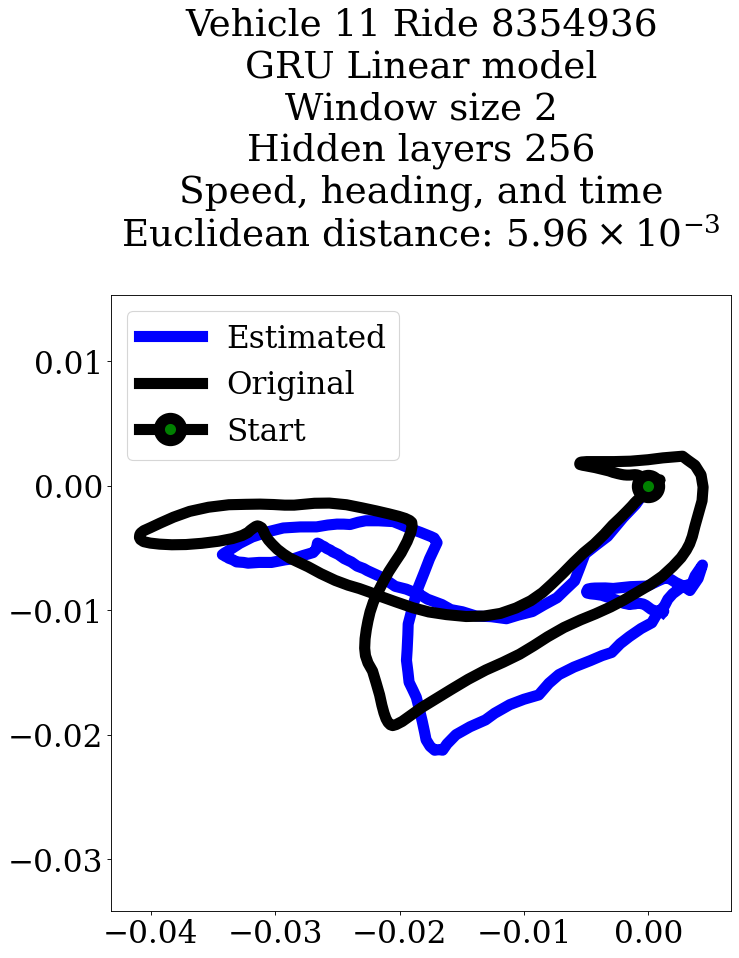 Vehicle 11 Ride 8354936
GRU Linear model
Window size 2
Hidden layers 256
Speed, heading, and time
Euclidean distance: 5.96 × 10⁻³
Estimated
Original
Start
0.01
0.00
−0.01
−0.02
−0.03
−0.04 −0.03 −0.02 −0.01 0.00